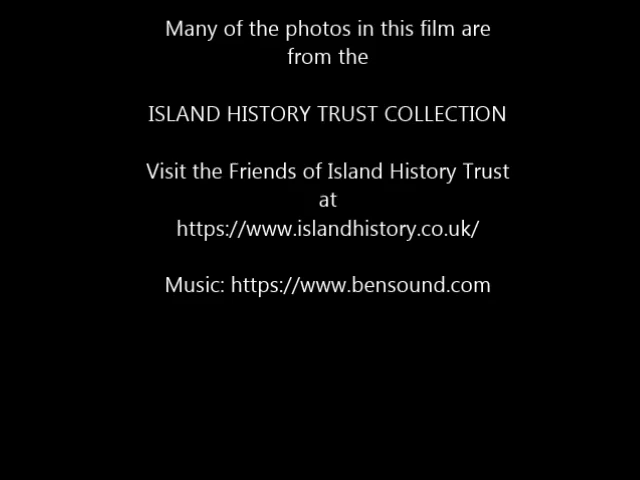 Many of the photos in this film are
from the
ISLAND HISTORY TRUST COLLECTION
Visit the Friends of Island History Trust
at
https://www.islandhistory.co.uk/
Music: https://www.bensound.com